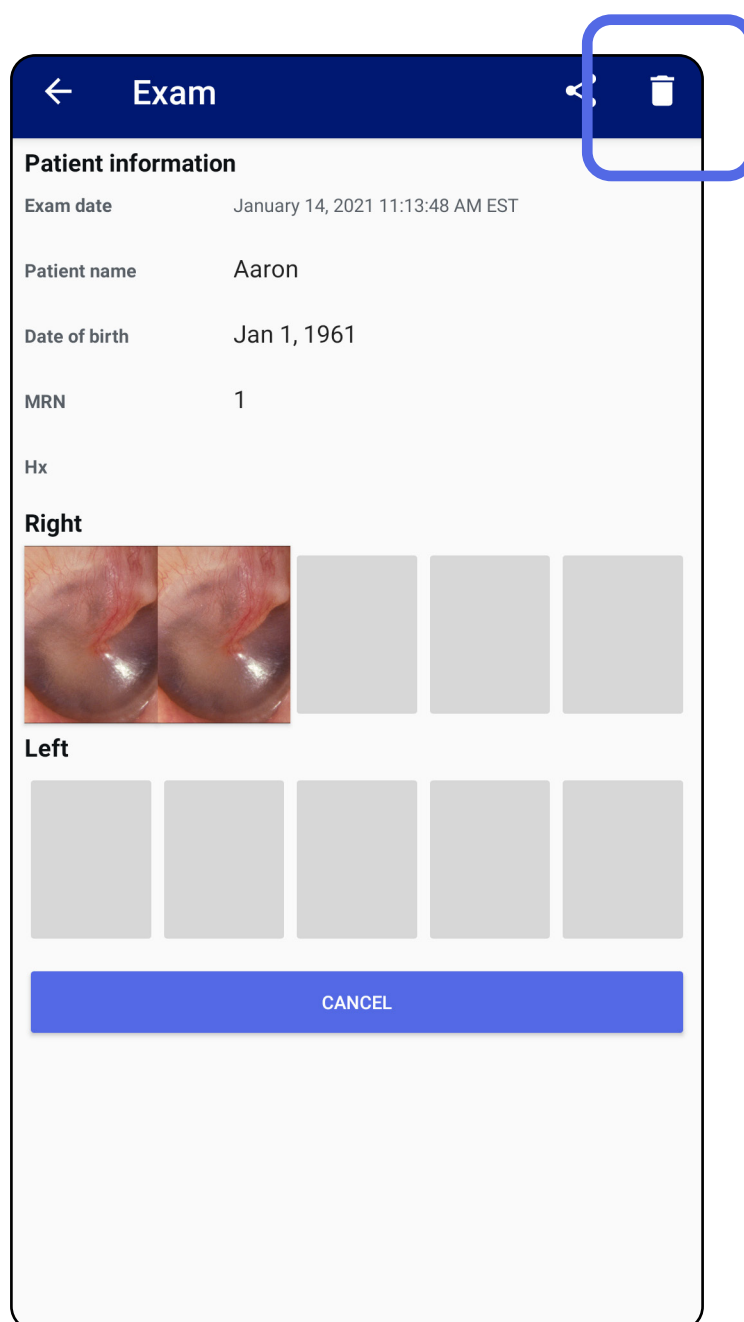 Exam
Patient information
Exam date January 14, 2021 11:13:48 AM EST
Patient name Aaron
Date of birth Jan 1, 1961
MRN 1
Hx
Right
Left
CANCEL